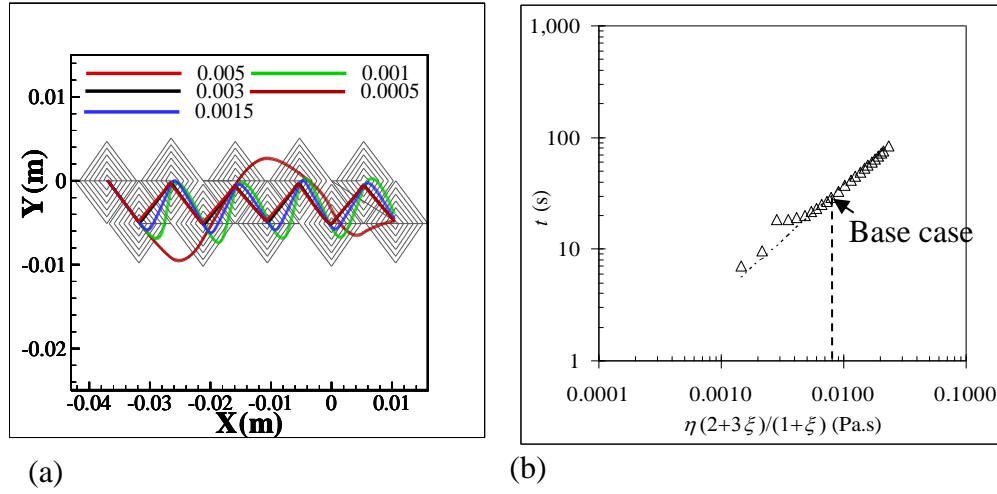 0.005 0.001
0.003 0.0005
0.0015
0.01
0
-0.01
-0.02
Y(m)
-0.04 -0.03 -0.02 -0.01 0 0.01
X(m)
(a)
1,000
100
10
1
t (s)
Base case
0.0001 0.0010 0.0100 0.1000
η (2+3ξ)/(1+ξ) (Pa.s)
(b)